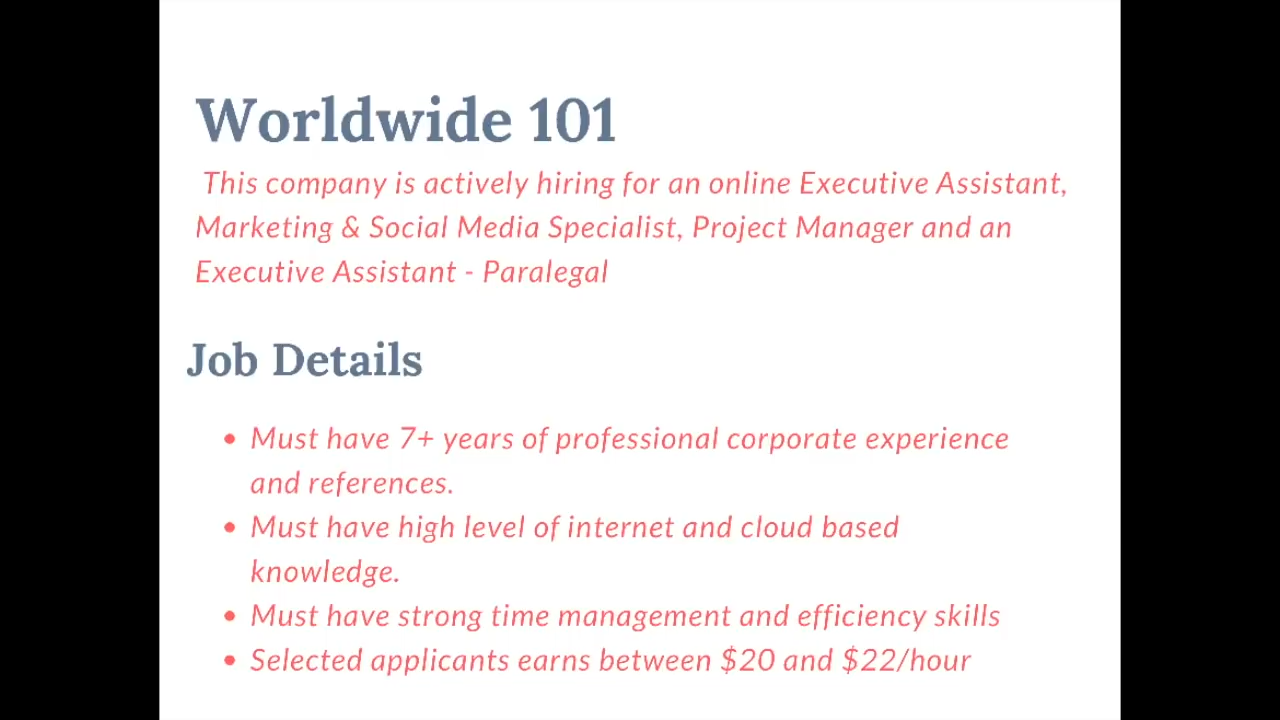 Worldwide 101
This company is actively hiring for an online Executive Assistant,
Marketing & Social Media Specialist, Project Manager and an
Executive Assistant - Paralegal
Job Details
• Must have 7+ years of professional corporate experience
and references.
• Must have high level of internet and cloud based
knowledge.
• Must have strong time management and efficiency skills
• Selected applicants earns between $20 and $22/hour